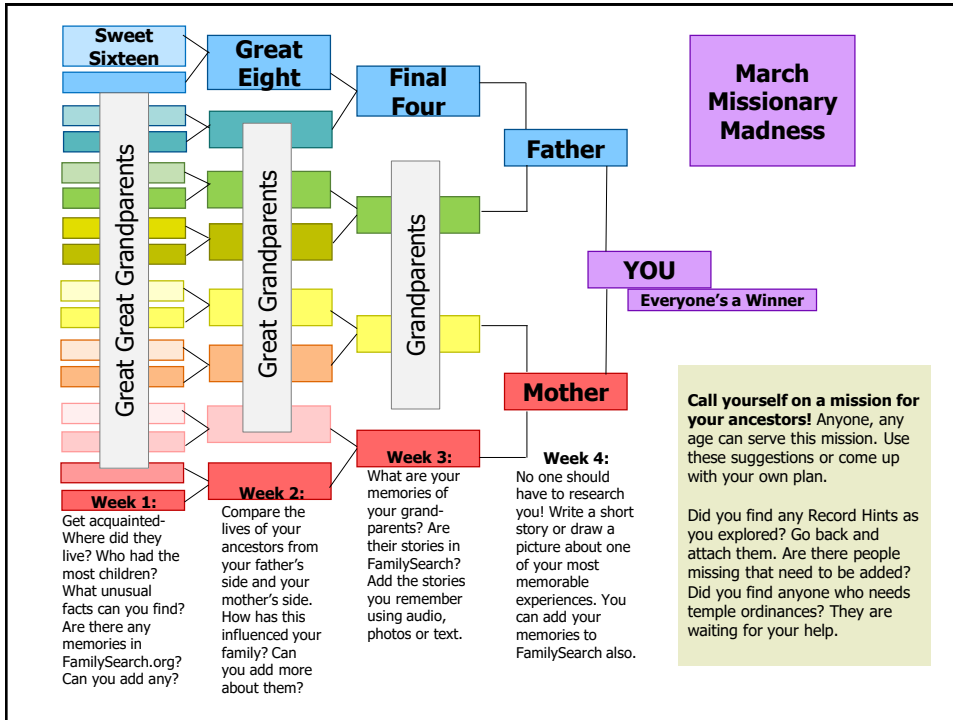 Sweet
Sixteen
Great
Eight
Final
Four
Father
March
Missionary
Madness
Great Great Grandparents
Great Grandparents
Grandparents
YOU
Everyone's a Winner
Mother
Week 1:
Get acquainted-
Where did they
live? Who had the
most children?
What unusual
facts can you find?
Are there any
memories in
FamilySearch.org?
Can you add any?
Week 2:
Compare the
lives of your
ancestors from
your father's
side and your
mother's side.
How has this
influenced your
family? Can
you add more
about them?
Week 3:
What are your
memories of
your grand-
parents? Are
their stories in
FamilySearch?
Add the stories
you remember
using audio,
photos or text.
Week 4:
No one should
have to research
you! Write a short
story or draw a
picture about one
of your most
memorable
experiences. You
can add your
memories to
FamilySearch also.
Call yourself on a mission for
your ancestors! Anyone, any
age can serve this mission. Use
these suggestions or come up
with your own plan.
Did you find any Record Hints as
you explored? Go back and
attach them. Are there people
missing that need to be added?
Did you find anyone who needs
temple ordinances? They are
waiting for your help.